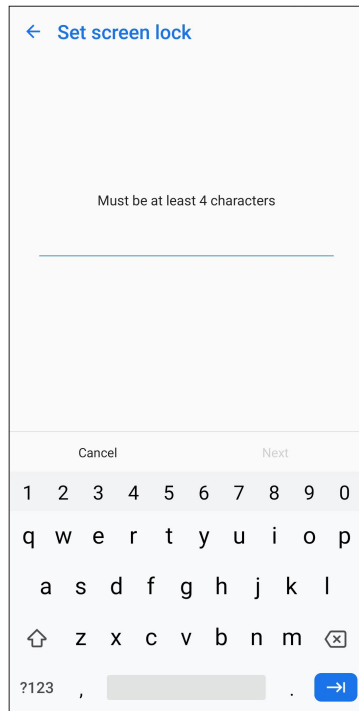 Set screen lock
Must be at least 4 characters
Cancel Next
1 2 3 4 5 6 7 8 9 0
q w e r t y u i o p
a s d f g h j k l
z x c v b n m
?123 , .